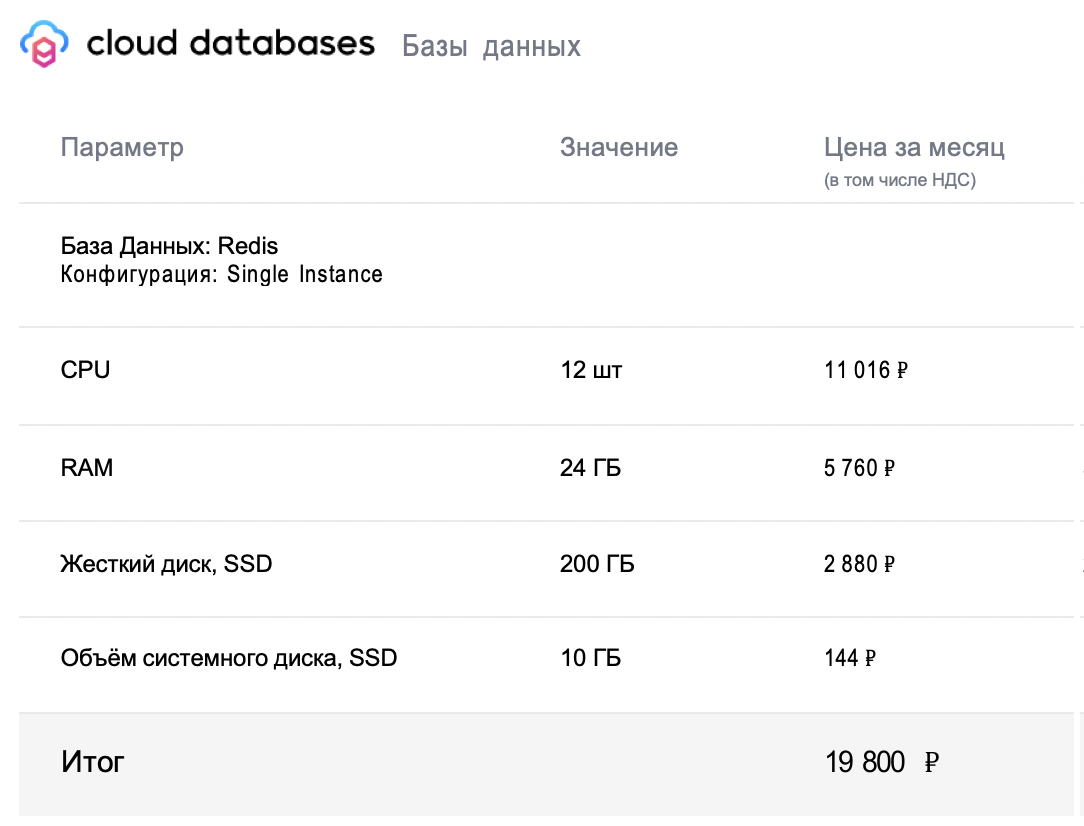 cloud databases Базы данных
Параметр Значение Цена за месяц
(в том числе НДС)
База Данных: Redis
Конфигурация: Single Instance
CPU 12 шт 11 016 ₽
RAM 24 ГБ 5 760 ₽
Жесткий диск, SSD 200 ГБ 2 880 ₽
Объём системного диска, SSD 10 ГБ 144 ₽
Итог 19 800 ₽